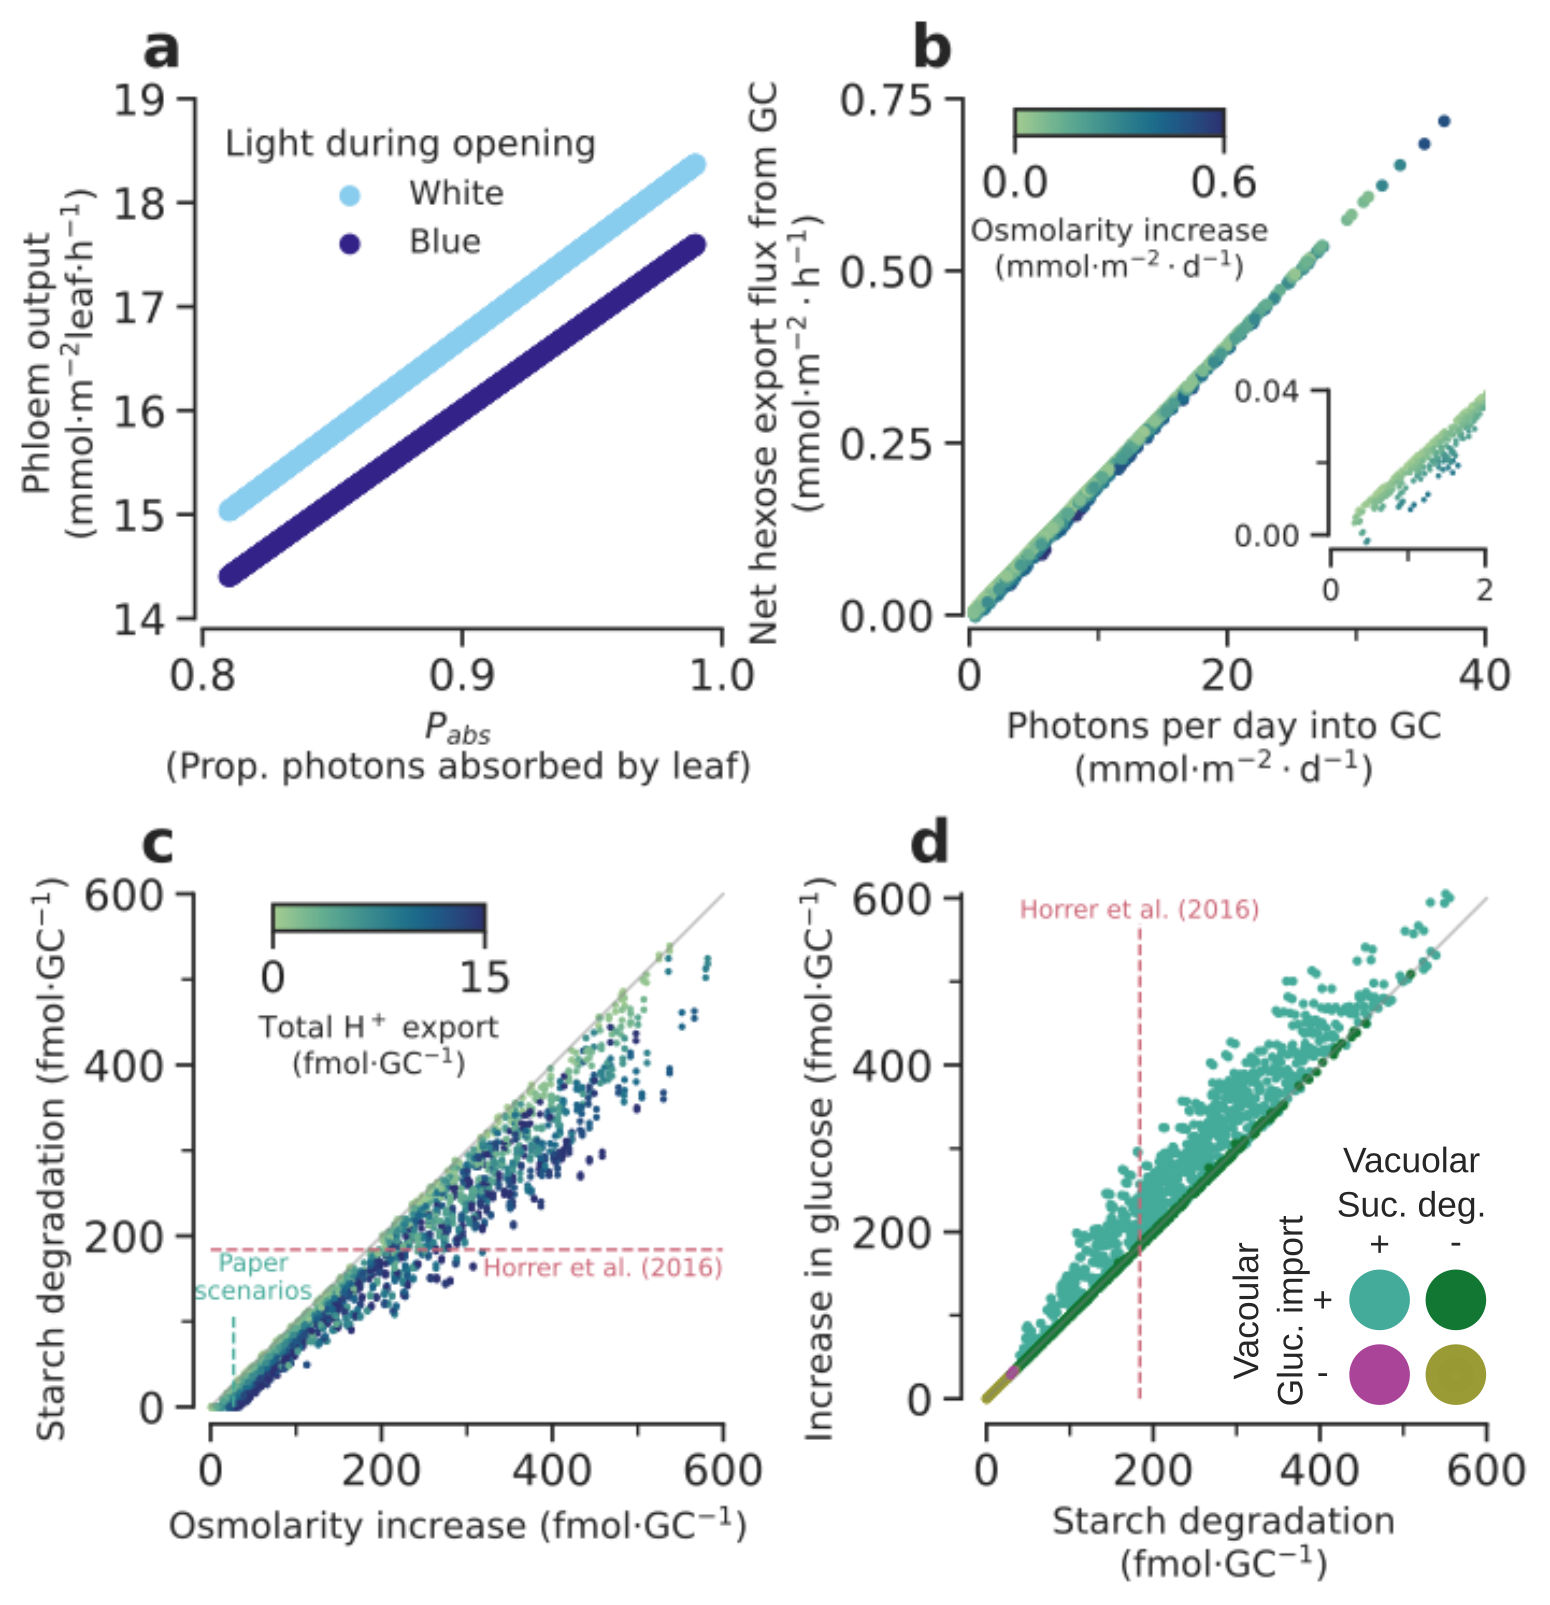 a
19
18
17
16
15
14
Phloem output
(mmol·m⁻²leaf·h⁻¹)
Light during opening
White
Blue
0.8
0.9
1.0
P_abs
(Prop. photons absorbed by leaf)
b
0.75
0.50
0.25
0.00
Net hexose export flux from GC
(mmol·m⁻² · h⁻¹)
0.0
0.6
Osmolarity increase
(mmol·m⁻² · d⁻¹)
0.04
0.00
0
2
0
20
40
Photons per day into GC
(mmol·m⁻² · d⁻¹)
c
600
400
200
0
Starch degradation (fmol·GC⁻¹)
0
15
Total H⁺ export
(fmol·GC⁻¹)
Paper
scenarios
Horrer et al. (2016)
0
200
400
600
Osmolarity increase (fmol·GC⁻¹)
d
600
400
200
0
Increase in glucose (fmol·GC⁻¹)
Horrer et al. (2016)
Vacuolar
Suc. deg.
+
-
Vacoular
Gluc. import
+
-
0
200
400
600
Starch degradation
(fmol·GC⁻¹)